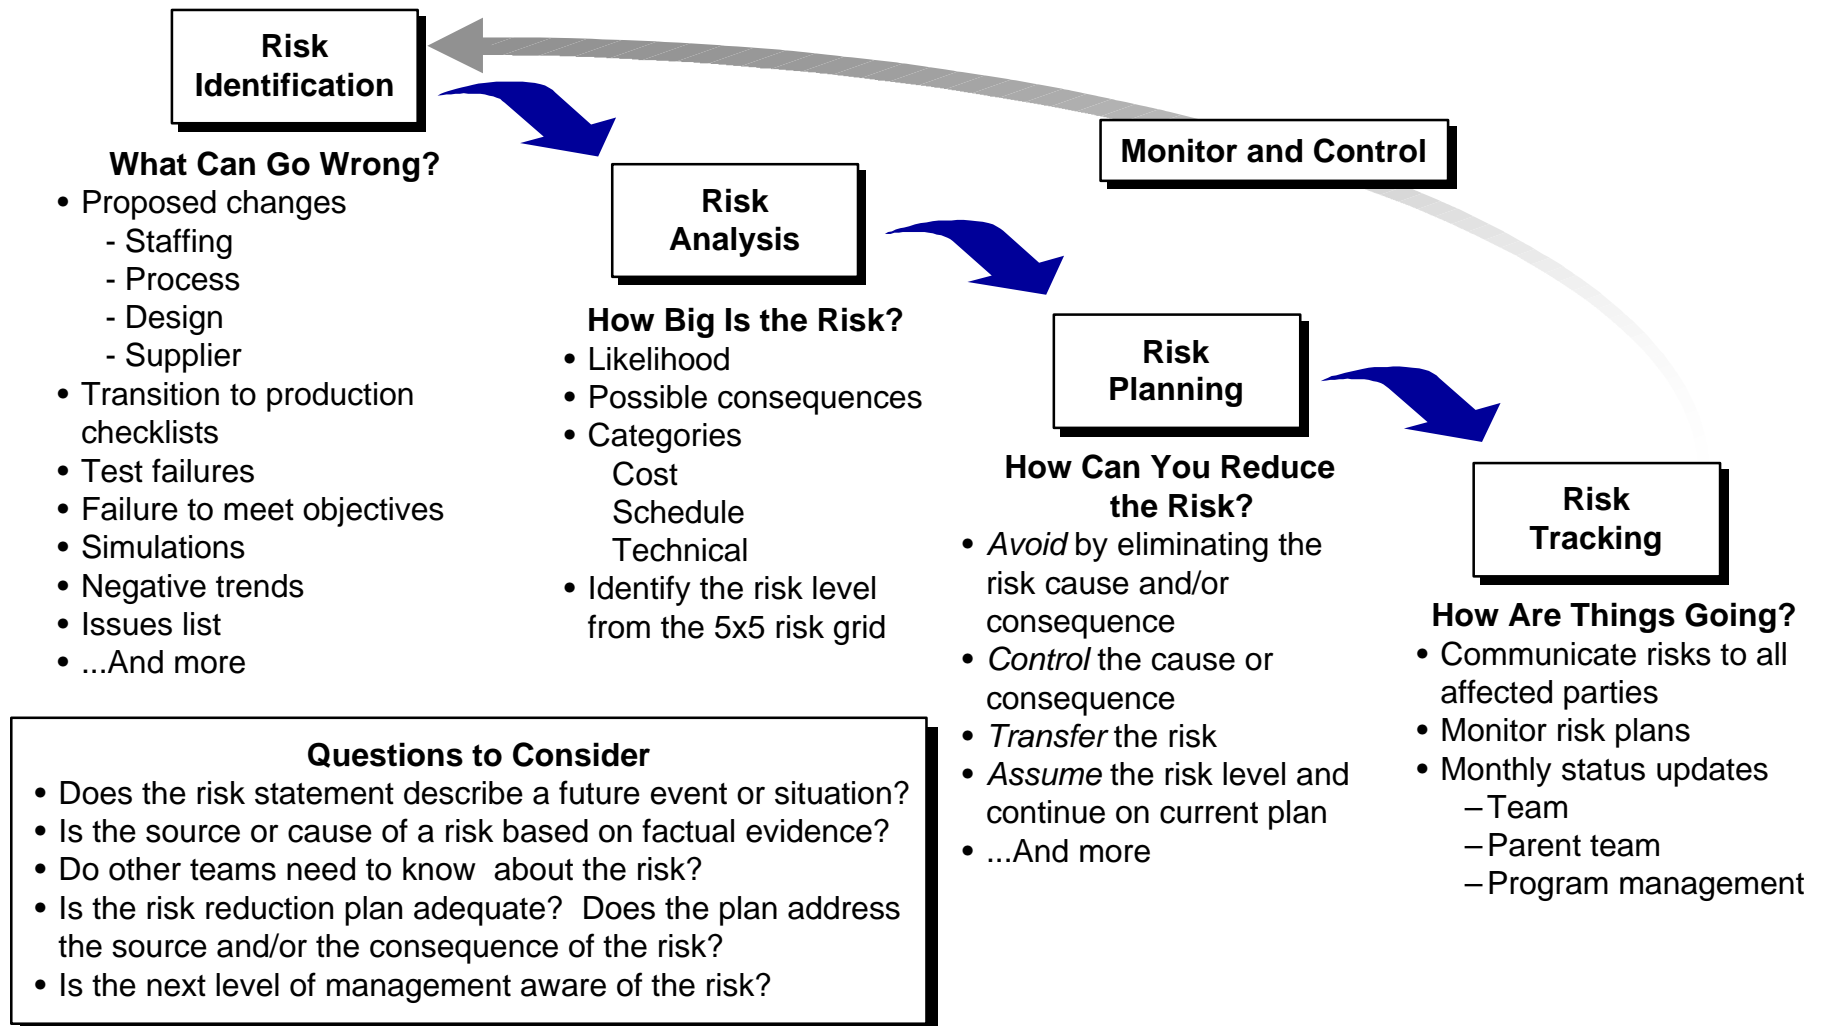 Risk
Identification
What Can Go Wrong?
• Proposed changes
- Staffing
- Process
- Design
- Supplier
• Transition to production
checklists
• Test failures
• Failure to meet objectives
• Simulations
• Negative trends
• Issues list
• ...And more
Monitor and Control
Risk
Analysis
How Big Is the Risk?
• Likelihood
• Possible consequences
• Categories
Cost
Schedule
Technical
• Identify the risk level
from the 5x5 risk grid
Risk
Planning
How Can You Reduce
the Risk?
• Avoid by eliminating the
risk cause and/or
consequence
• Control the cause or
consequence
• Transfer the risk
• Assume the risk level and
continue on current plan
• ...And more
Risk
Tracking
How Are Things Going?
• Communicate risks to all
affected parties
• Monitor risk plans
• Monthly status updates
– Team
– Parent team
– Program management
Questions to Consider
• Does the risk statement describe a future event or situation?
• Is the source or cause of a risk based on factual evidence?
• Do other teams need to know  about the risk?
• Is the risk reduction plan adequate?  Does the plan address
the source and/or the consequence of the risk?
• Is the next level of management aware of the risk?